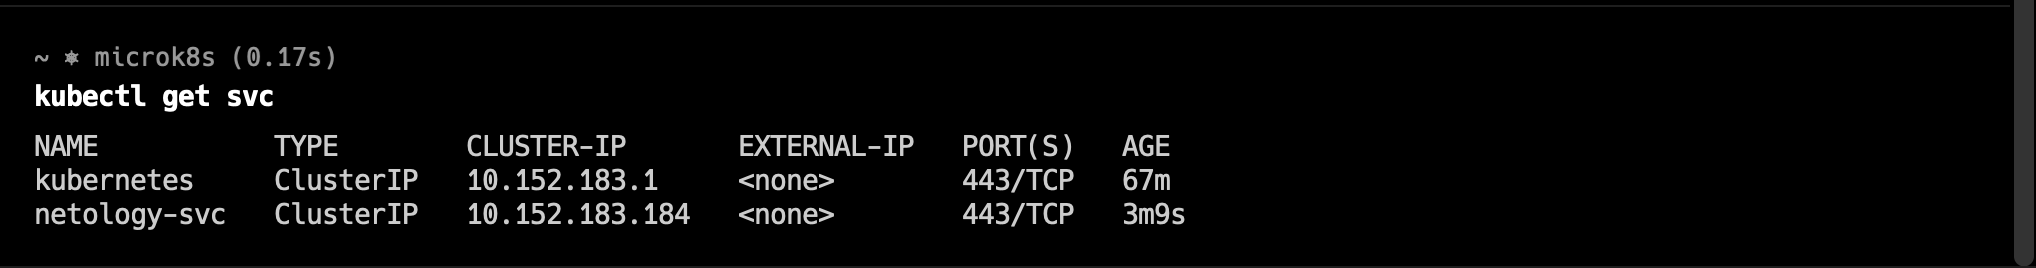 ~ ⎈ microk8s (0.17s)
kubectl get svc
NAME           TYPE        CLUSTER-IP       EXTERNAL-IP   PORT(S)   AGE
kubernetes     ClusterIP   10.152.183.1     <none>        443/TCP   67m
netology-svc   ClusterIP   10.152.183.184   <none>        443/TCP   3m9s